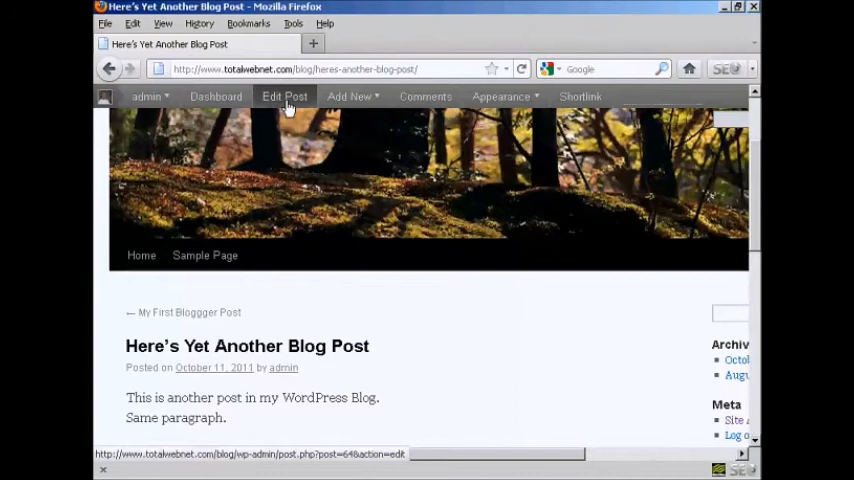 Here's Yet Another Blog Post - Mozilla Firefox
File Edit View History Bookmarks Tools Help
Here's Yet Another Blog Post
http://www.totalwebnet.com/blog/heres-another-blog-post/
Google
SEO
admin Dashboard Edit Post Add New Comments Appearance Shortlink
Home Sample Page
← My First Bloggger Post
Here's Yet Another Blog Post
Posted on October 11, 2011 by admin
This is another post in my WordPress Blog.
Same paragraph.
Archiv
Octo
Augu
Meta
Site
Log o
http://www.totalwebnet.com/blog/wp-admin/post.php?post=64&action=edit
SEO